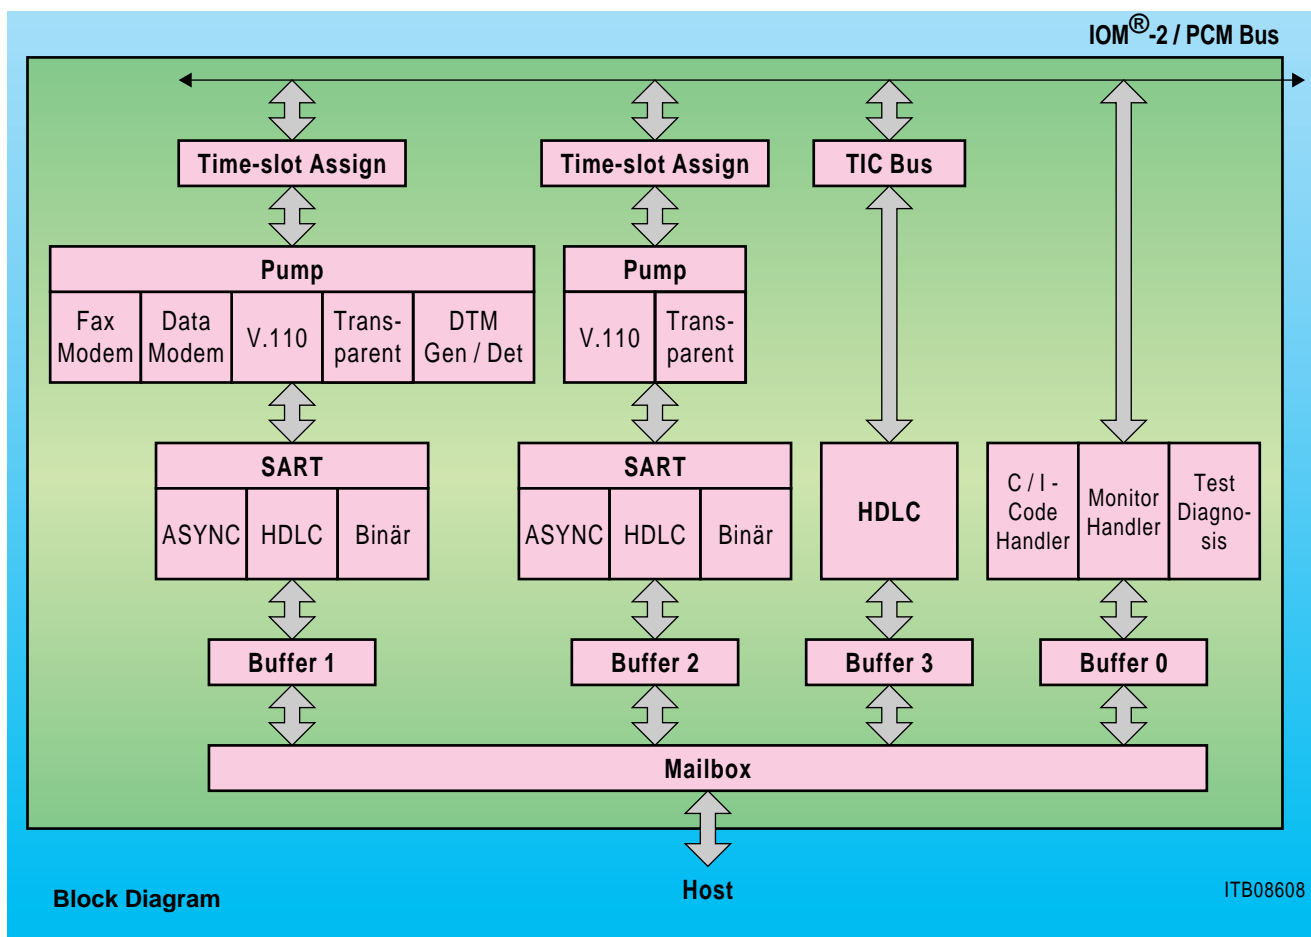 IOM®-2 / PCM Bus
Time-slot Assign
Time-slot Assign
TIC Bus
Pump
Fax
Modem
Data
Modem
V.110
Trans-
parent
DTM
Gen / Det
Pump
V.110
Trans-
parent
SART
ASYNC
HDLC
Binär
SART
ASYNC
HDLC
Binär
HDLC
C / I -
Code
Handler
Monitor
Handler
Test
Diagno-
sis
Buffer 1
Buffer 2
Buffer 3
Buffer 0
Mailbox
Host
Block Diagram
ITB08608